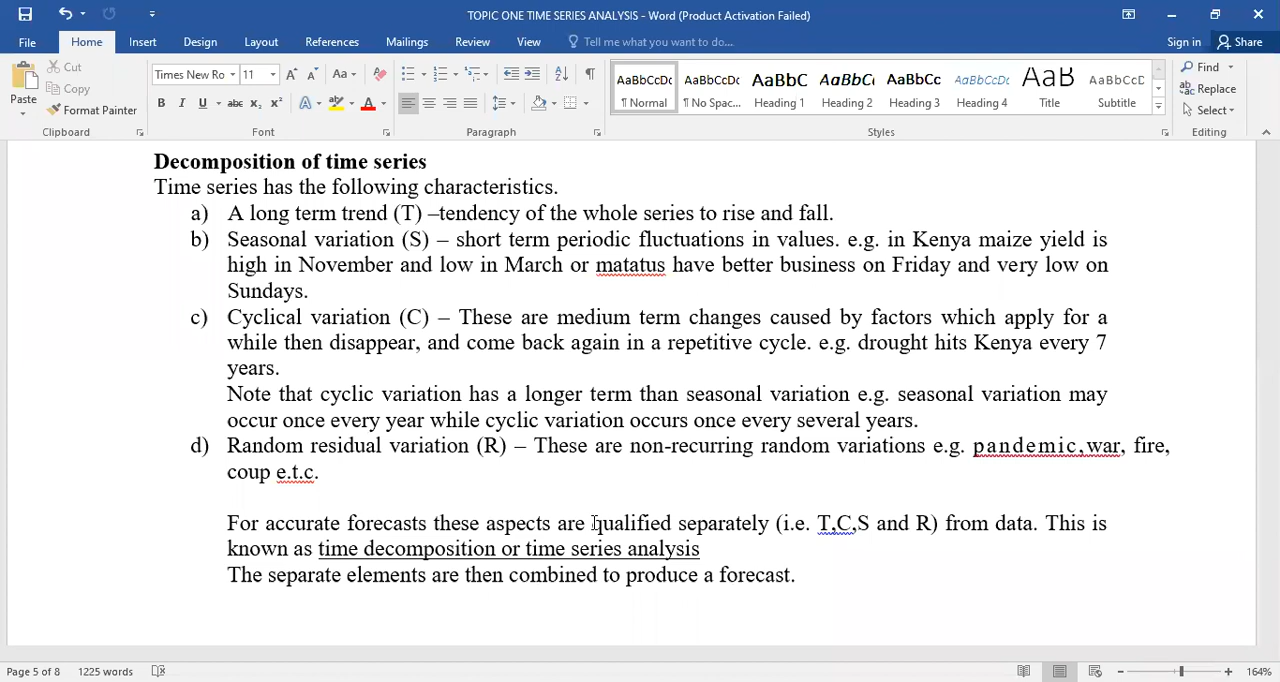 TOPIC ONE TIME SERIES ANALYSIS - Word (Product Activation Failed)
File Home Insert Design Layout References Mailings Review View Tell me what you want to do... Sign in Share
Paste
Cut
Copy
Format Painter
Clipboard
Times New Ro 11
Font
Paragraph
AaBbCcDc AaBbCcDc AaBbC AaBbC AaBbCc AaBbCcDc AaB AaBbCcD
¶ Normal ¶ No Spac... Heading 1 Heading 2 Heading 3 Heading 4 Title Subtitle
Styles
Find
Replace
Select
Editing
Decomposition of time series
Time series has the following characteristics.
a) A long term trend (T) –tendency of the whole series to rise and fall.
b) Seasonal variation (S) – short term periodic fluctuations in values. e.g. in Kenya maize yield is
high in November and low in March or matatus have better business on Friday and very low on
Sundays.
c) Cyclical variation (C) – These are medium term changes caused by factors which apply for a
while then disappear, and come back again in a repetitive cycle. e.g. drought hits Kenya every 7
years.
Note that cyclic variation has a longer term than seasonal variation e.g. seasonal variation may
occur once every year while cyclic variation occurs once every several years.
d) Random residual variation (R) – These are non-recurring random variations e.g. pandemic,war, fire,
coup e.t.c.
For accurate forecasts these aspects are qualified separately (i.e. T,C,S and R) from data. This is
known as time decomposition or time series analysis
The separate elements are then combined to produce a forecast.
Page 5 of 8 1225 words 164%